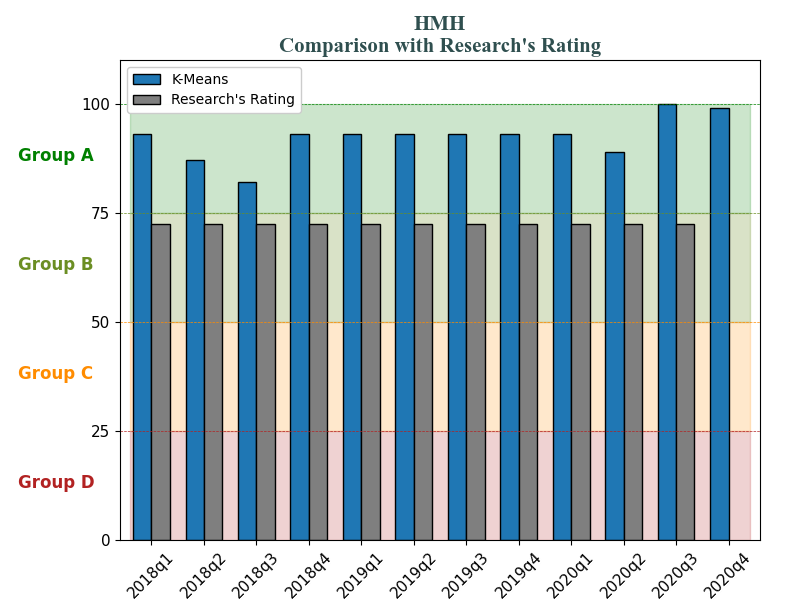 HMH
Comparison with Research's Rating
K-Means
Research's Rating
100
75
50
25
0
Group A
Group B
Group C
Group D
2018q1
2018q2
2018q3
2018q4
2019q1
2019q2
2019q3
2019q4
2020q1
2020q2
2020q3
2020q4